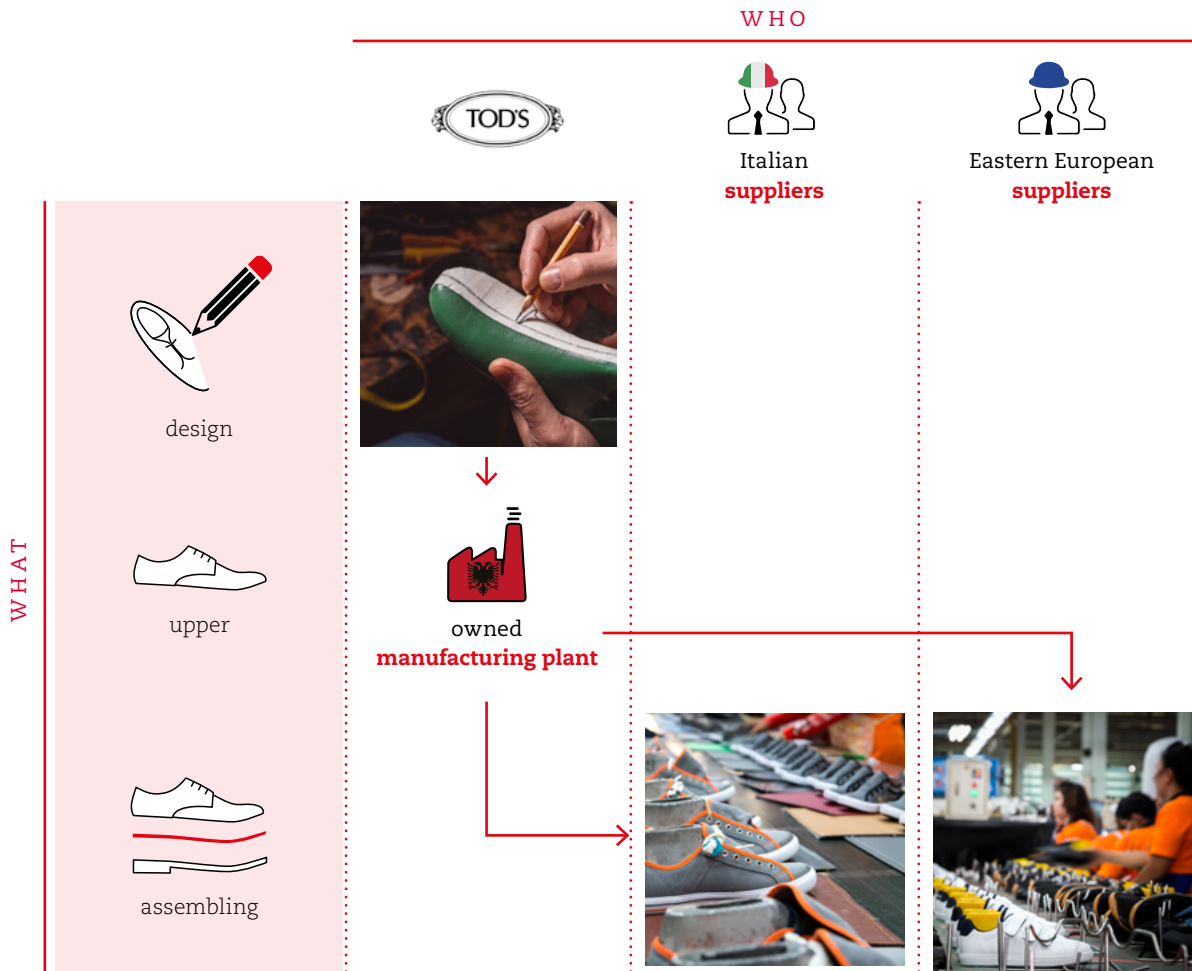 WHO
TOD'S
Italian
suppliers
Eastern European
suppliers
WHAT
design
upper
owned
manufacturing plant
assembling